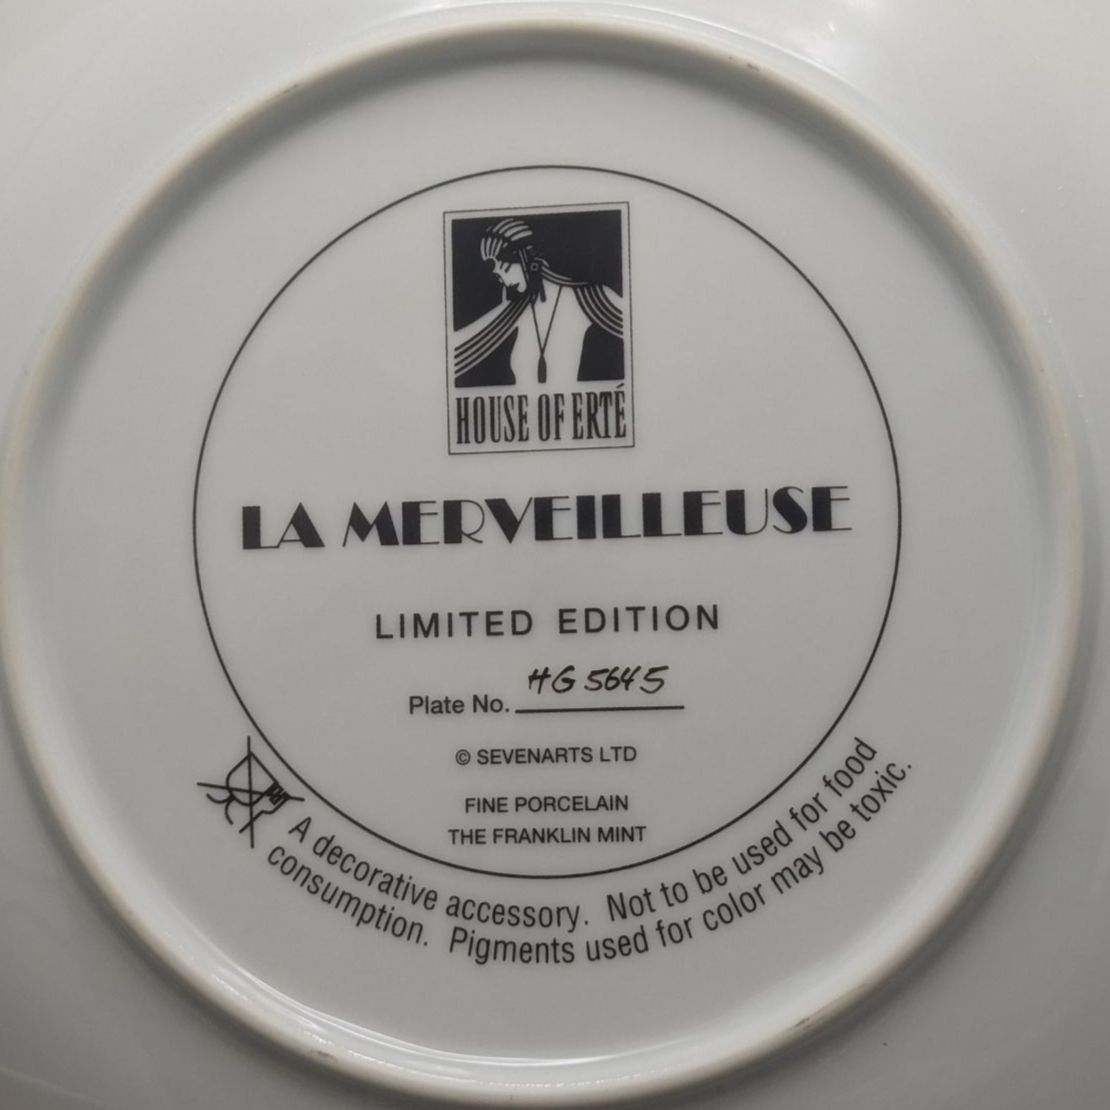 HOUSE OF ERTÉ
LA MERVEILLEUSE
LIMITED EDITION
Plate No. HG 5645
© SEVENARTS LTD
FINE PORCELAIN
THE FRANKLIN MINT
A decorative accessory. Not to be used for food
consumption. Pigments used for color may be toxic.